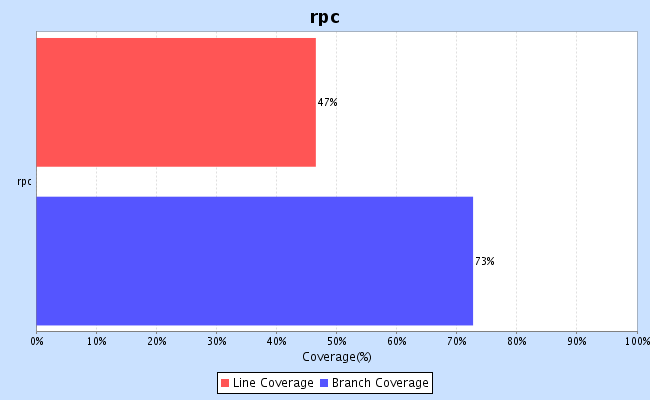 rpc
47%
rpc
73%
0% 10% 20% 30% 40% 50% 60% 70% 80% 90% 100%
Coverage(%)
Line Coverage Branch Coverage